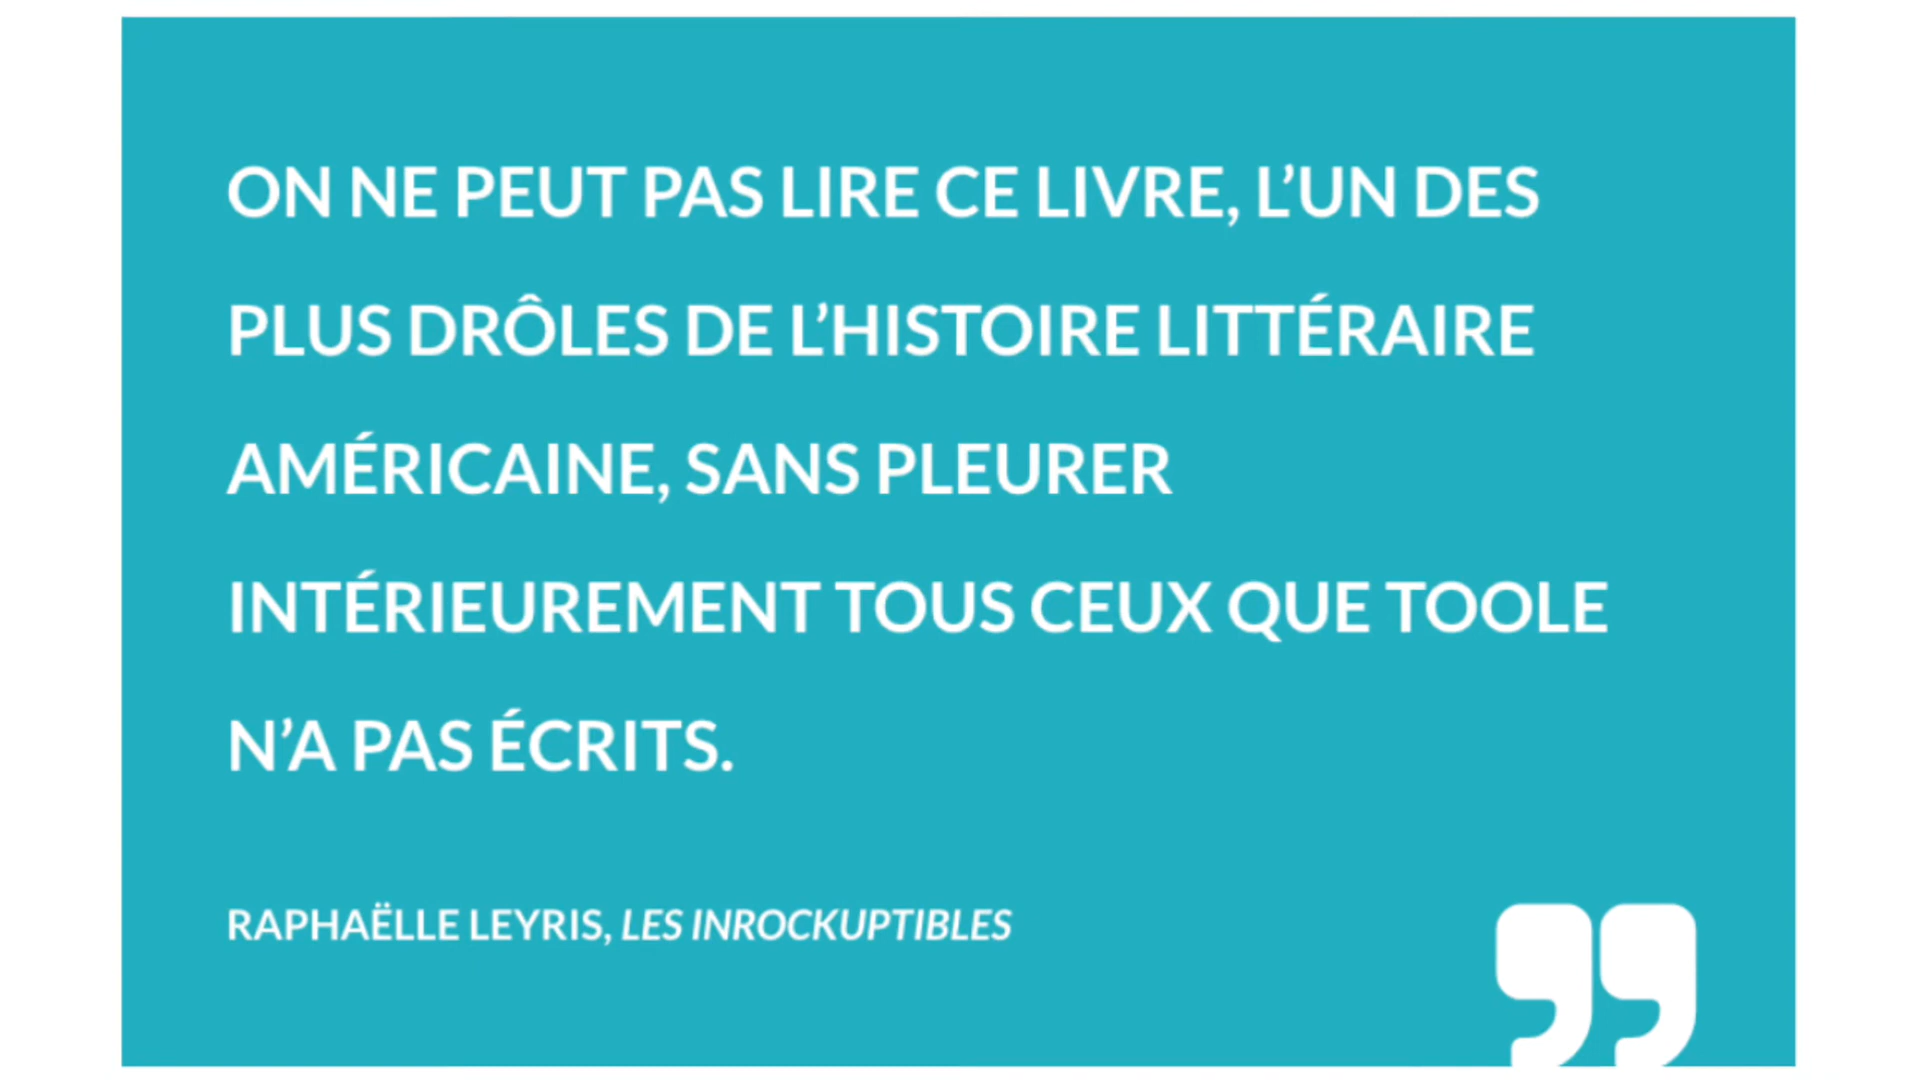 ON NE PEUT PAS LIRE CE LIVRE, L’UN DES
PLUS DRÔLES DE L’HISTOIRE LITTÉRAIRE
AMÉRICAINE, SANS PLEURER
INTÉRIEUREMENT TOUS CEUX QUE TOOLE
N’A PAS ÉCRITS.
RAPHAËLLE LEYRIS, LES INROCKUPTIBLES
”